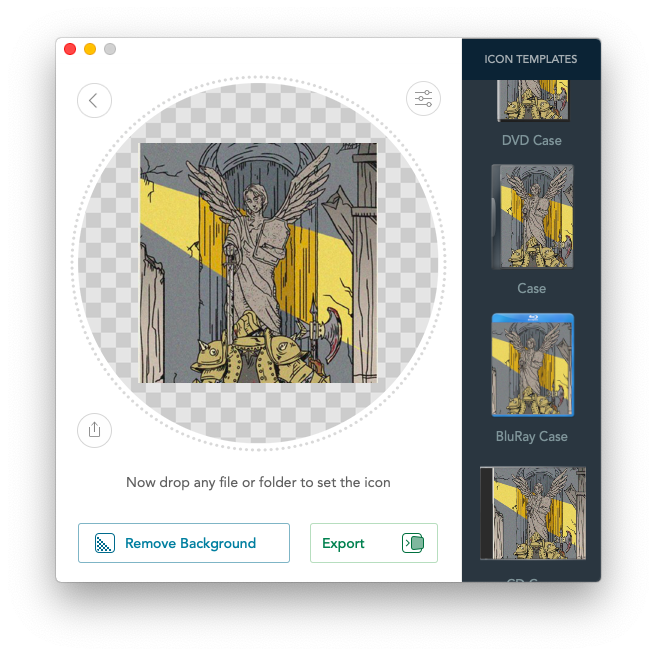 ICON TEMPLATES
DVD Case
Case
BluRay Case
Now drop any file or folder to set the icon
Remove Background
Export